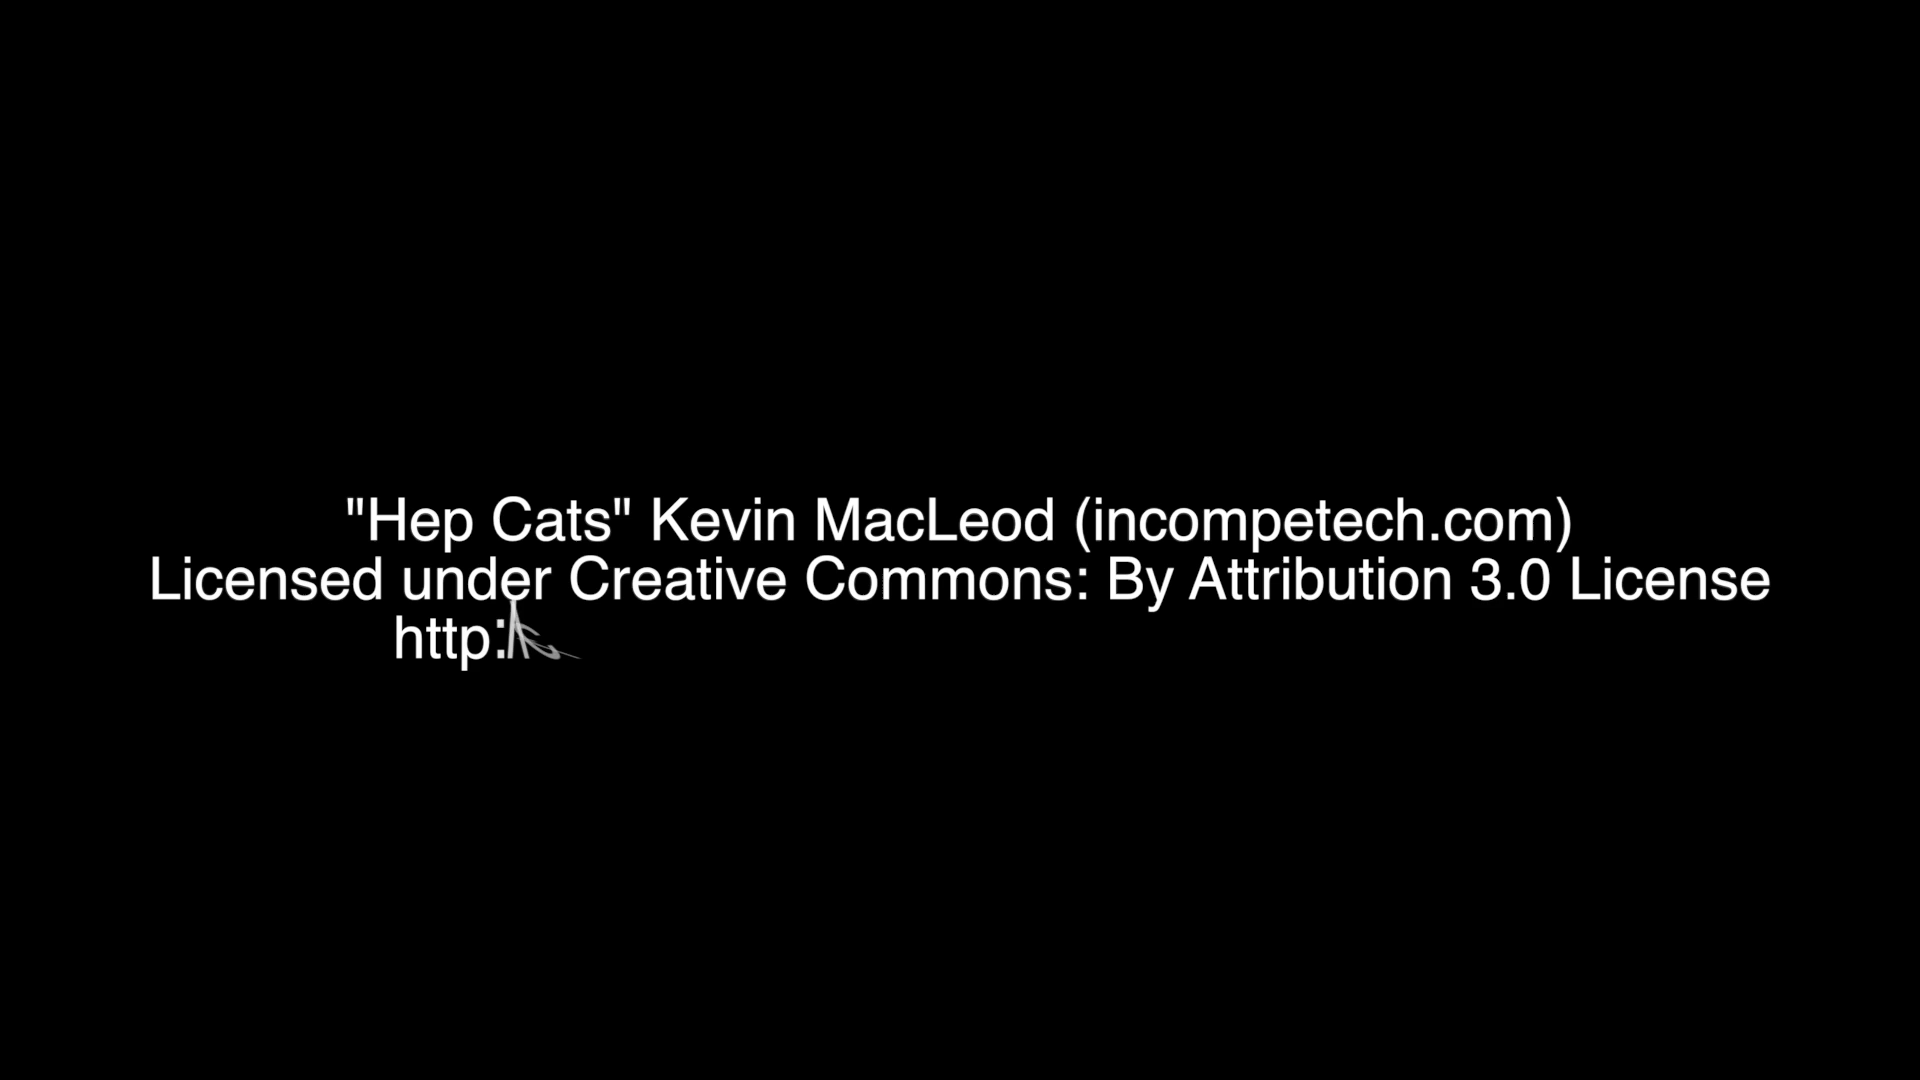 "Hep Cats" Kevin MacLeod (incompetech.com)
Licensed under Creative Commons: By Attribution 3.0 License
http: